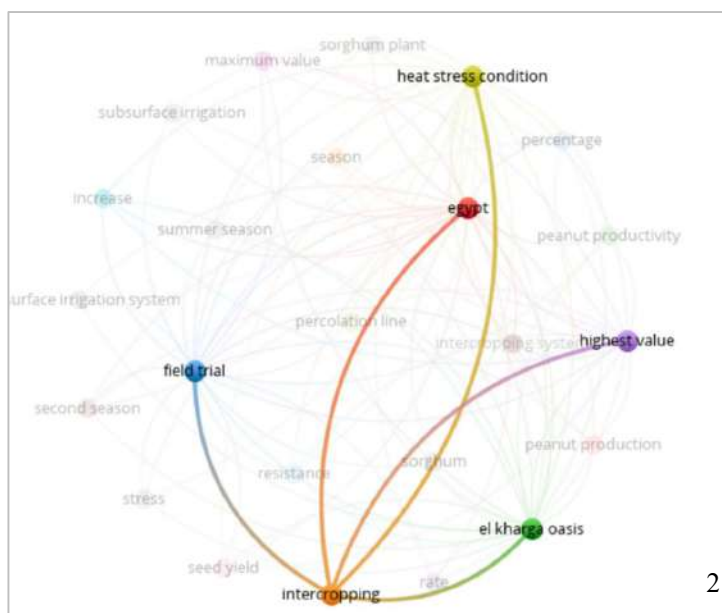 sorghum plant
maximum value
heat stress condition
subsurface irrigation
percentage
season
increase
egypt
summer season
peanut productivity
surface irrigation system
percolation line
highest value
intercropping syste
field trial
second season
peanut production
resistance
sorghum
stress
el kharga oasis
seed yield
rate
intercropping
2